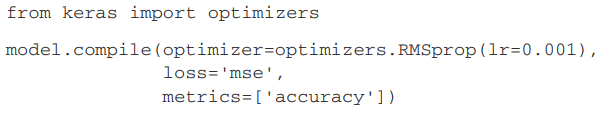 from keras import optimizers
model.compile(optimizer=optimizers.RMSprop(lr=0.001),
              loss='mse',
              metrics=['accuracy'])